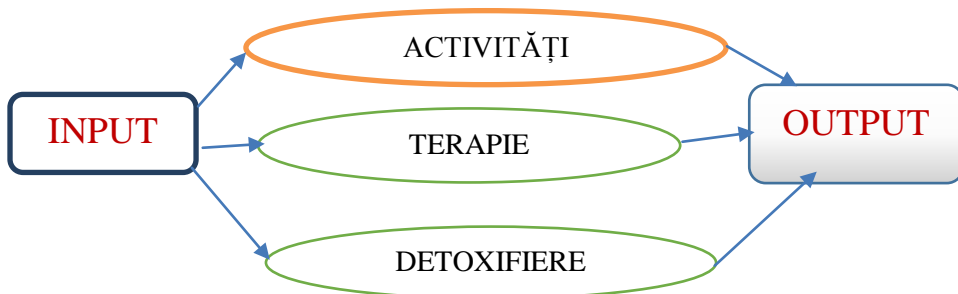 ACTIVITĂȚI
INPUT
TERAPIE
OUTPUT
DETOXIFIERE